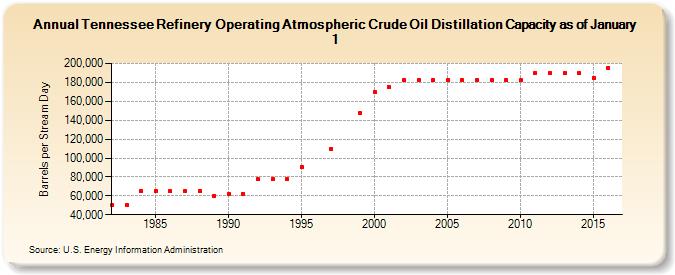 Annual Tennessee Refinery Operating Atmospheric Crude Oil Distillation Capacity as of January
1
Barrels per Stream Day
200,000
180,000
160,000
140,000
120,000
100,000
80,000
60,000
40,000
1985 1990 1995 2000 2005 2010 2015
Source: U.S. Energy Information Administration